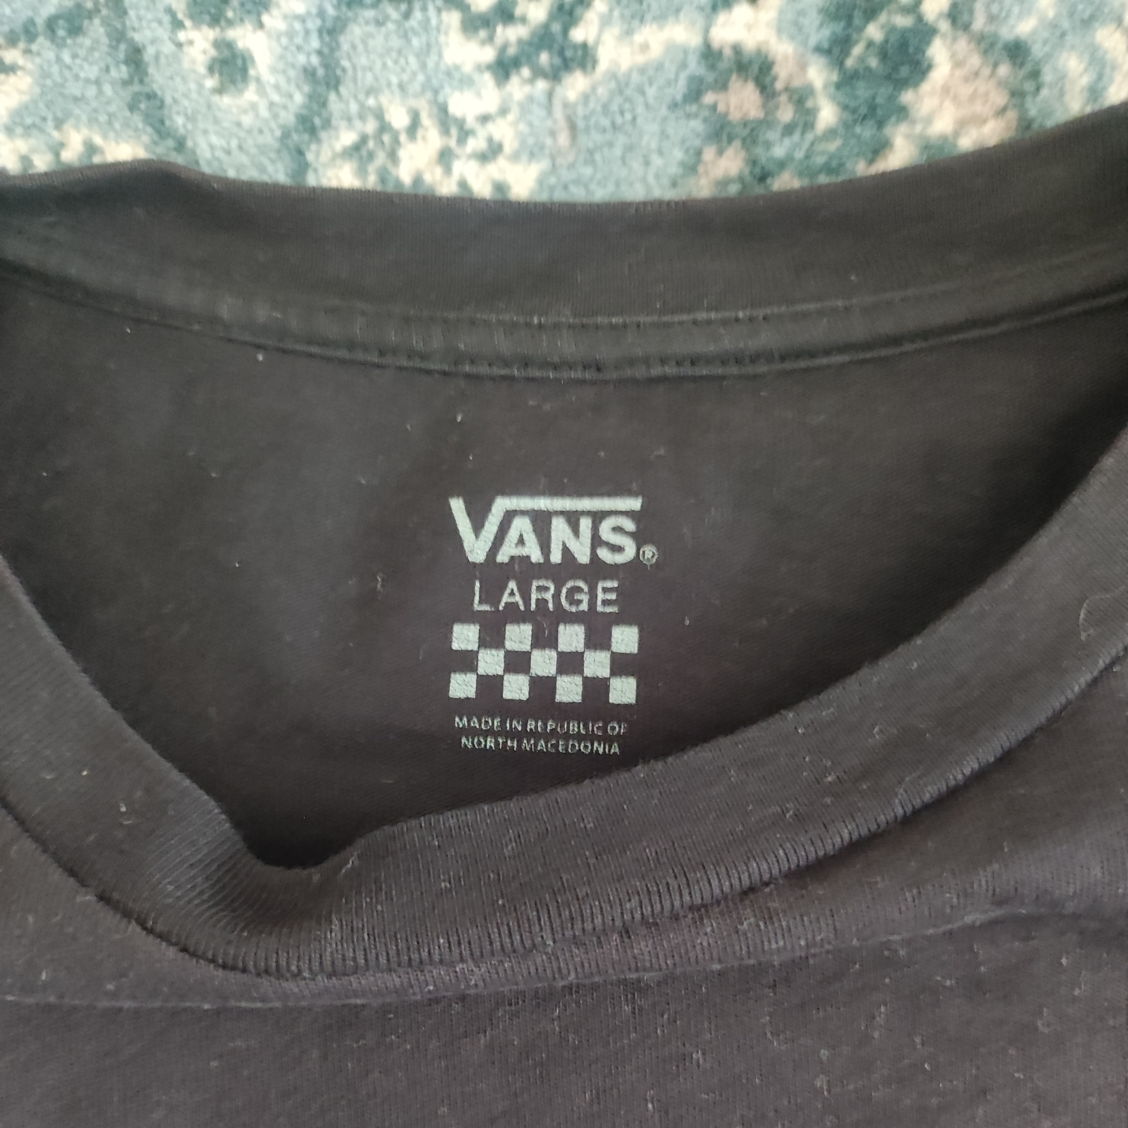 VANS®
LARGE
MADE IN REPUBLIC OF
NORTH MACEDONIA